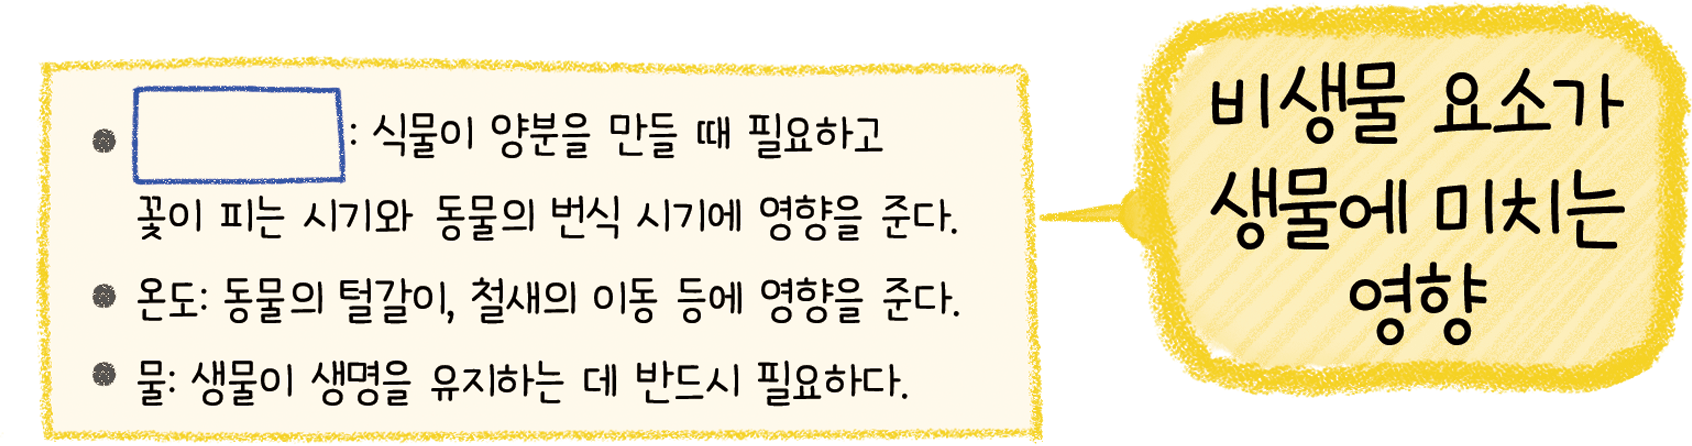 : 식물이 양분을 만들 때 필요하고
꽃이 피는 시기와 동물의 번식 시기에 영향을 준다.
온도: 동물의 털갈이, 철새의 이동 등에 영향을 준다.
물: 생물이 생명을 유지하는 데 반드시 필요하다.
비생물 요소가
생물에 미치는
영향